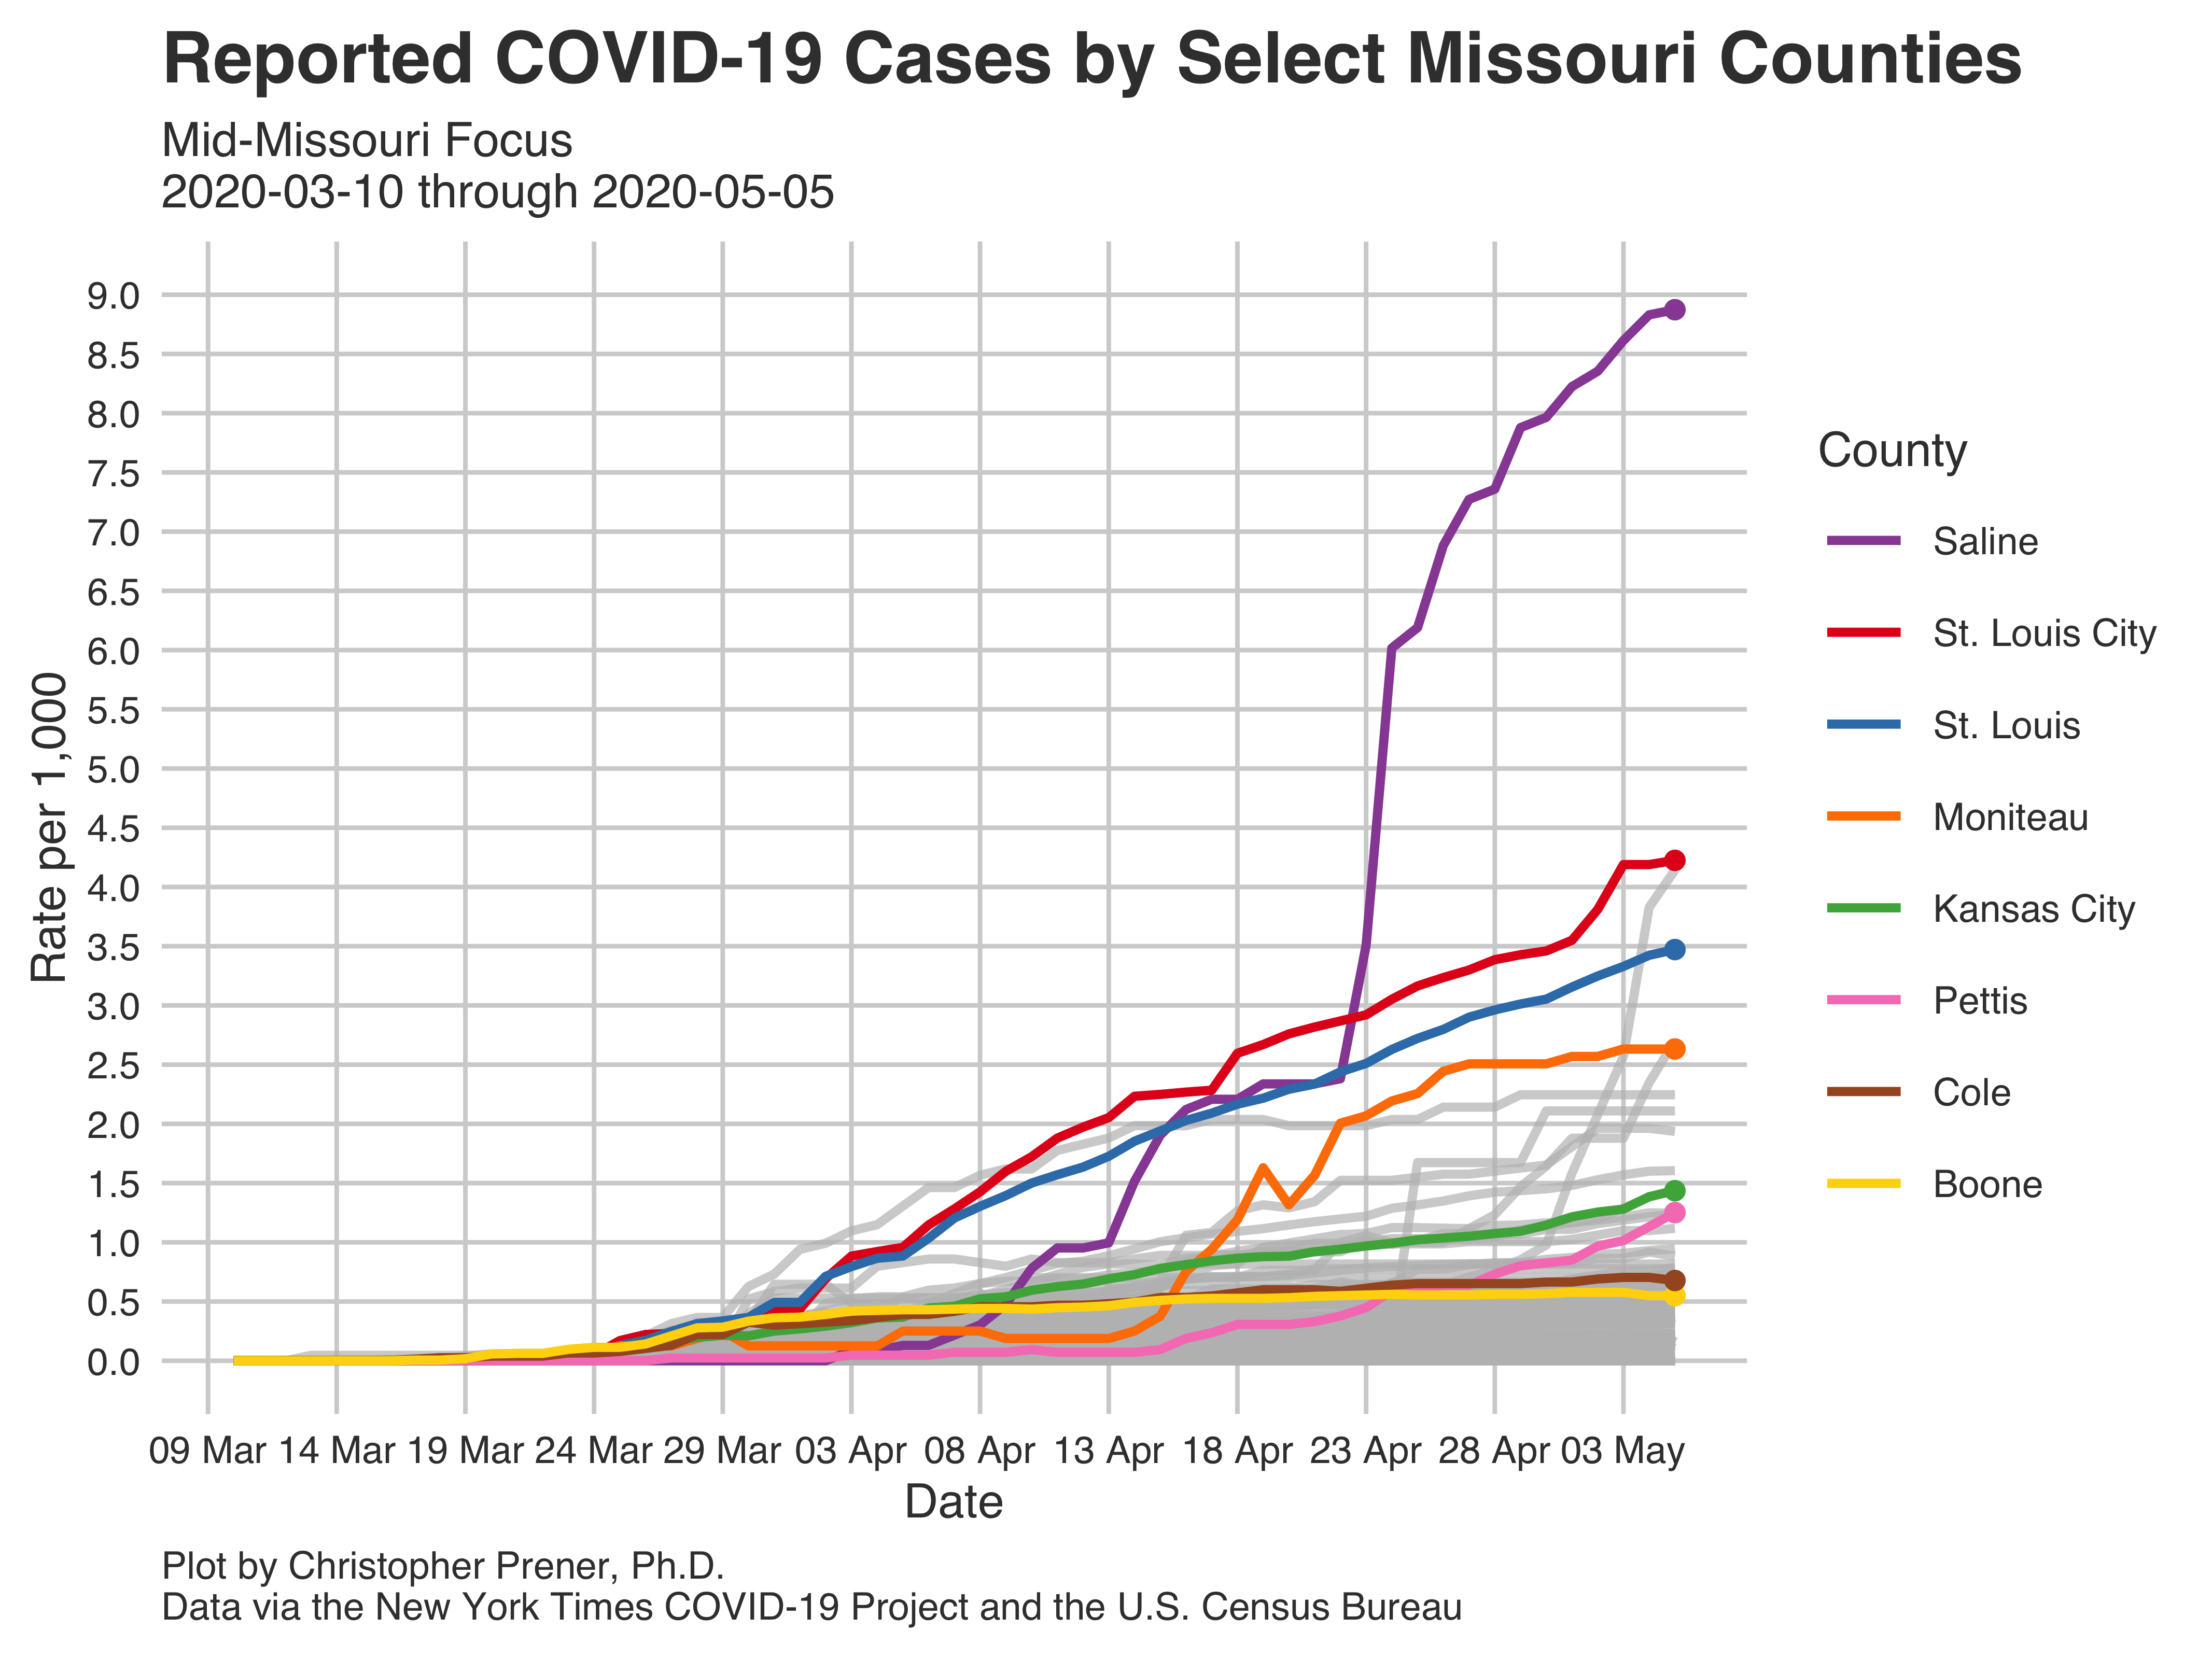 Reported COVID-19 Cases by Select Missouri Counties
Mid-Missouri Focus
2020-03-10 through 2020-05-05
Rate per 1,000
9.0
8.5
8.0
7.5
7.0
6.5
6.0
5.5
5.0
4.5
4.0
3.5
3.0
2.5
2.0
1.5
1.0
0.5
0.0
09 Mar 14 Mar 19 Mar 24 Mar 29 Mar 03 Apr 08 Apr 13 Apr 18 Apr 23 Apr 28 Apr 03 May
Date
County
Saline
St. Louis City
St. Louis
Moniteau
Kansas City
Pettis
Cole
Boone
Plot by Christopher Prener, Ph.D.
Data via the New York Times COVID-19 Project and the U.S. Census Bureau